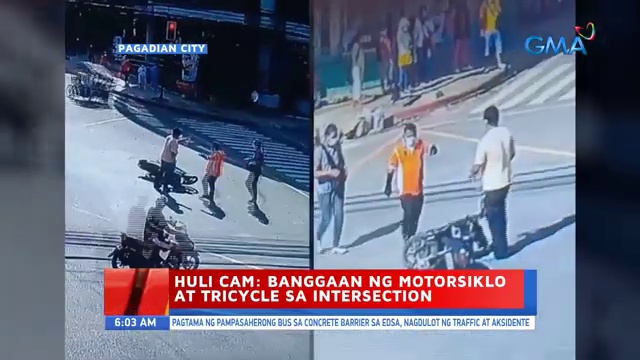 PAGADIAN CITY
GMA
HULI CAM: BANGGAAN NG MOTORSIKLO
AT TRICYCLE SA INTERSECTION
6:03 AM
PAGTAMA NG PAMPASAHERONG BUS SA CONCRETE BARRIER SA EDSA, NAGDULOT NG TRAFFIC AT AKSIDENTE